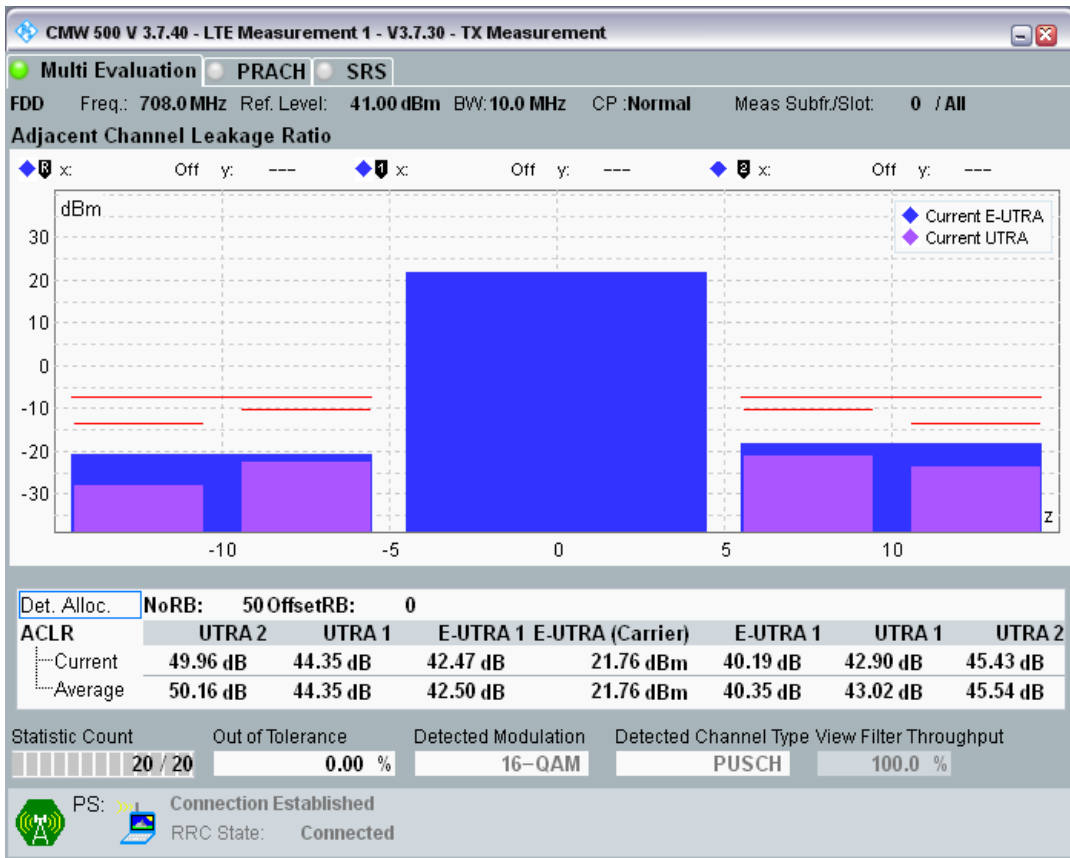 CMW 500 V 3.7.40 - LTE Measurement 1 - V3.7.30 - TX Measurement
Multi Evaluation PRACH SRS
FDD Freq.: 708.0 MHz Ref. Level: 41.00 dBm BW: 10.0 MHz CP : Normal Meas Subfr./Slot: 0 / All
Adjacent Channel Leakage Ratio
R x: Off y: --- 1 x: Off y: --- 2 x: Off y: ---
dBm
Current E-UTRA
Current UTRA
30
20
10
0
-10
-20
-30
z
-10 -5 0 5 10
Det. Alloc. NoRB: 50 OffsetRB: 0
ACLR UTRA 2 UTRA 1 E-UTRA 1 E-UTRA (Carrier) E-UTRA 1 UTRA 1 UTRA 2
Current 49.96 dB 44.35 dB 42.47 dB 21.76 dBm 40.19 dB 42.90 dB 45.43 dB
Average 50.16 dB 44.35 dB 42.50 dB 21.76 dBm 40.35 dB 43.02 dB 45.54 dB
Statistic Count Out of Tolerance Detected Modulation Detected Channel Type View Filter Throughput
20 / 20 0.00 % 16-QAM PUSCH 100.0 %
PS: Connection Established
RRC State: Connected